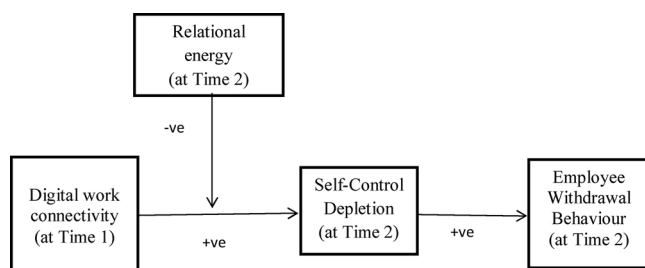 Relational
energy
(at Time 2)
-ve
Digital work
connectivity
(at Time 1)
+ve
Self-Control
Depletion
(at Time 2)
+ve
Employee
Withdrawal
Behaviour
(at Time 2)